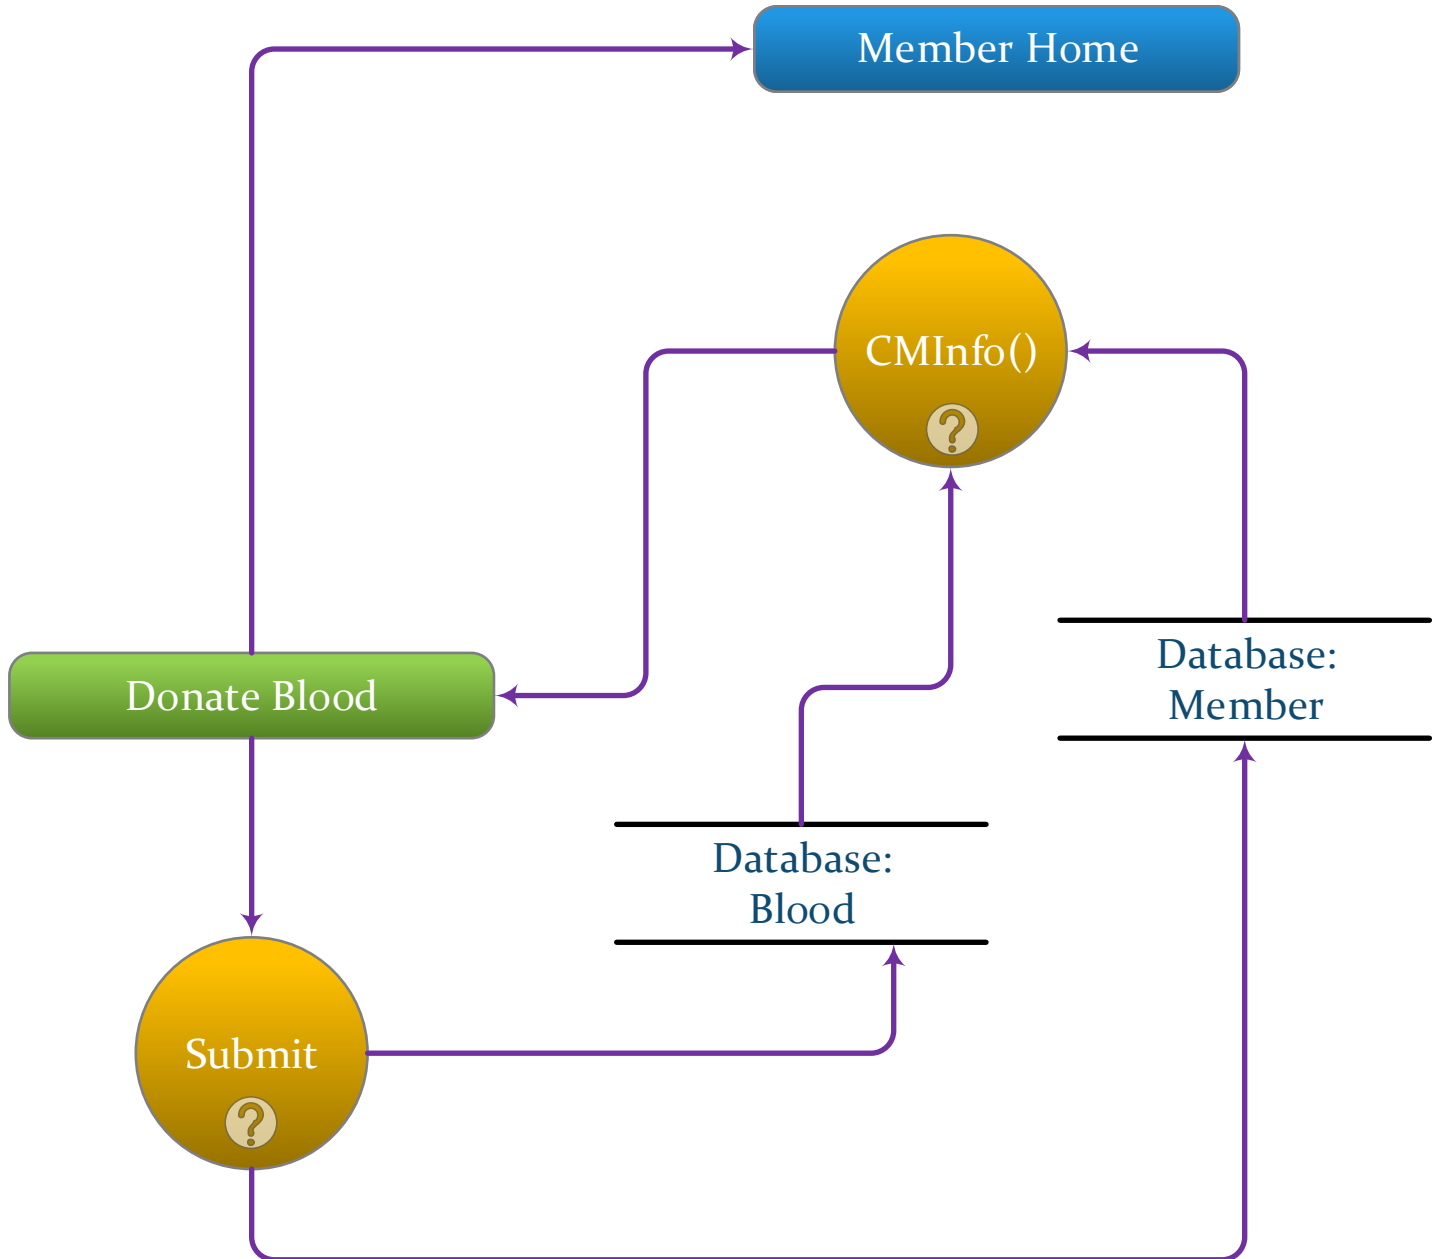 Member Home
CMInfo()
?
Donate Blood
Database:
Member
Database:
Blood
Submit
?